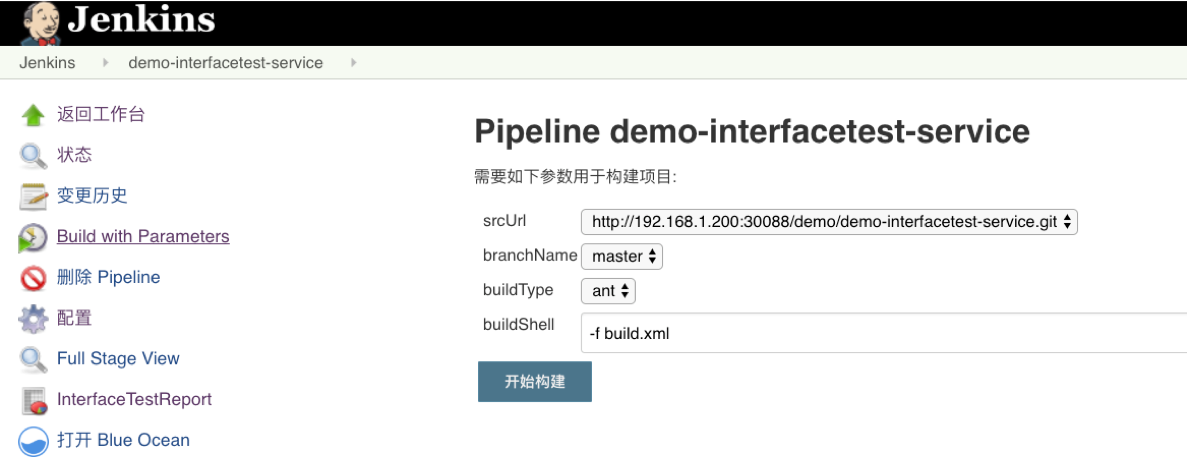 Jenkins
Jenkins demo-interfacetest-service
返回工作台
状态
变更历史
Build with Parameters
删除 Pipeline
配置
Full Stage View
InterfaceTestReport
打开 Blue Ocean
Pipeline demo-interfacetest-service
需要如下参数用于构建项目:
srcUrl http://192.168.1.200:30088/demo/demo-interfacetest-service.git
branchName master
buildType ant
buildShell -f build.xml
开始构建